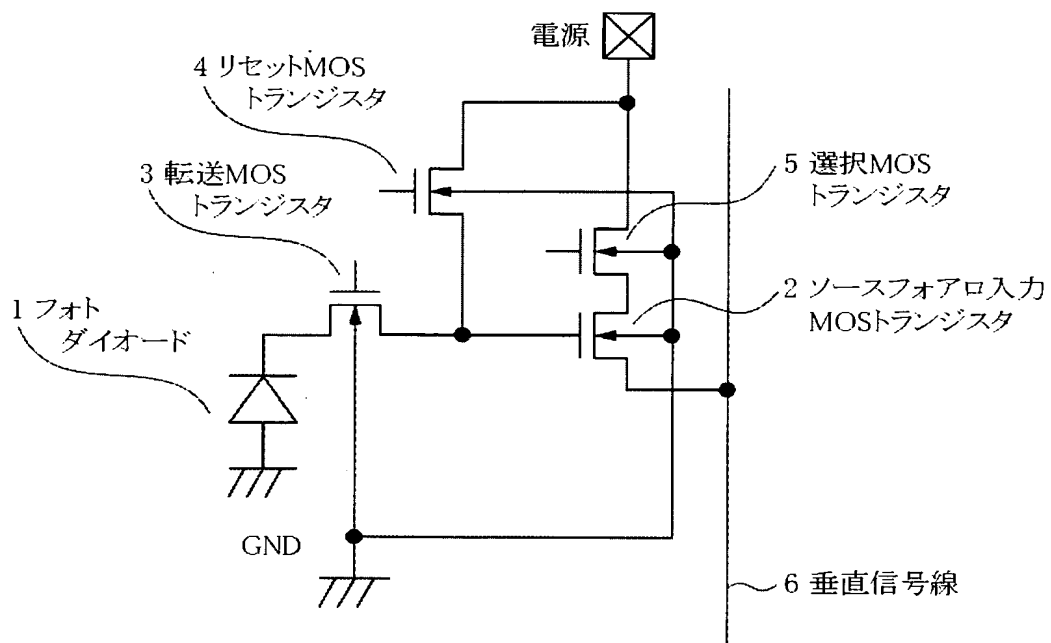 電源
4 リセットMOS
トランジスタ
3 転送MOS
トランジスタ
5 選択MOS
トランジスタ
1 フォト
ダイオード
2 ソースフォアロ入力
MOSトランジスタ
GND
6 垂直信号線